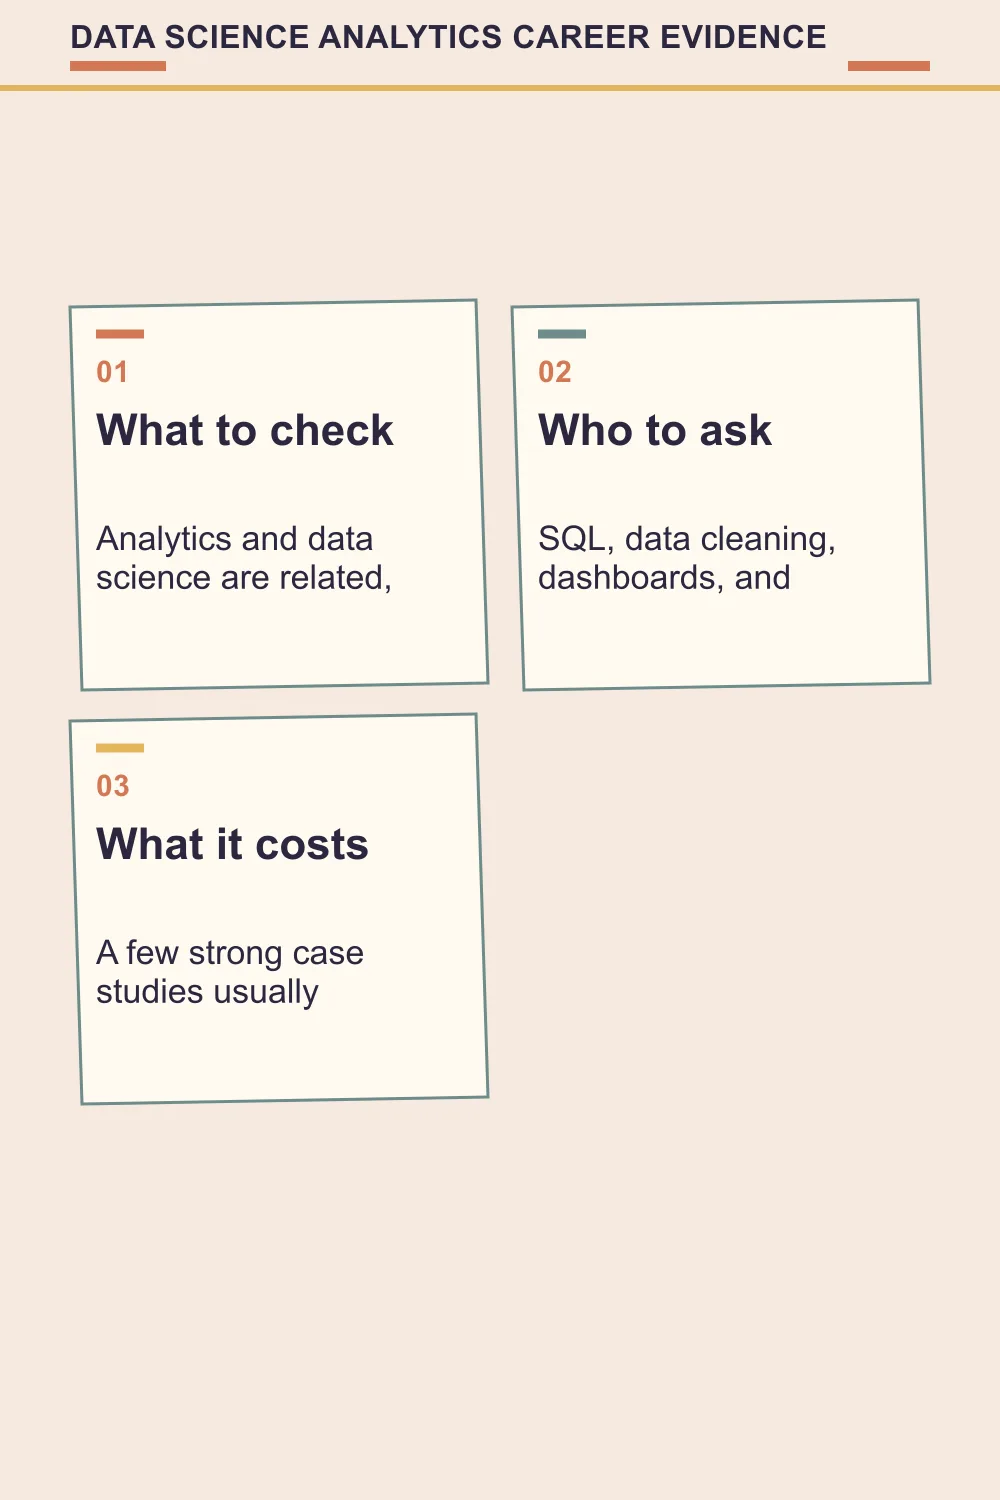 DATA SCIENCE ANALYTICS CAREER EVIDENCE
01
What to check
Analytics and data
science are related,
02
Who to ask
SQL, data cleaning,
dashboards, and
03
What it costs
A few strong case
studies usually